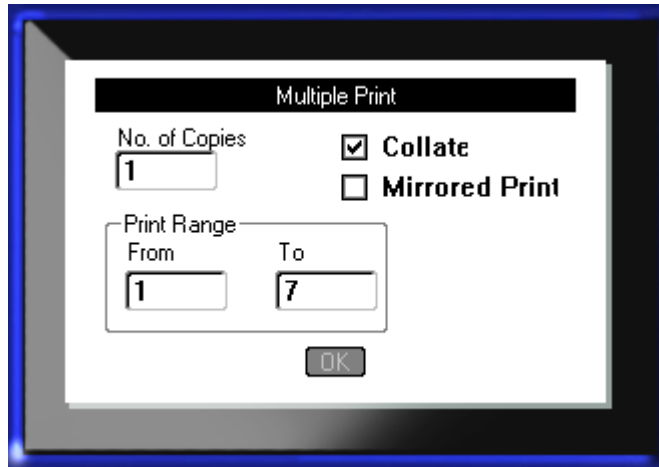 Multiple Print
No. of Copies
1
Collate
Mirrored Print
Print Range
From To
1 7
OK